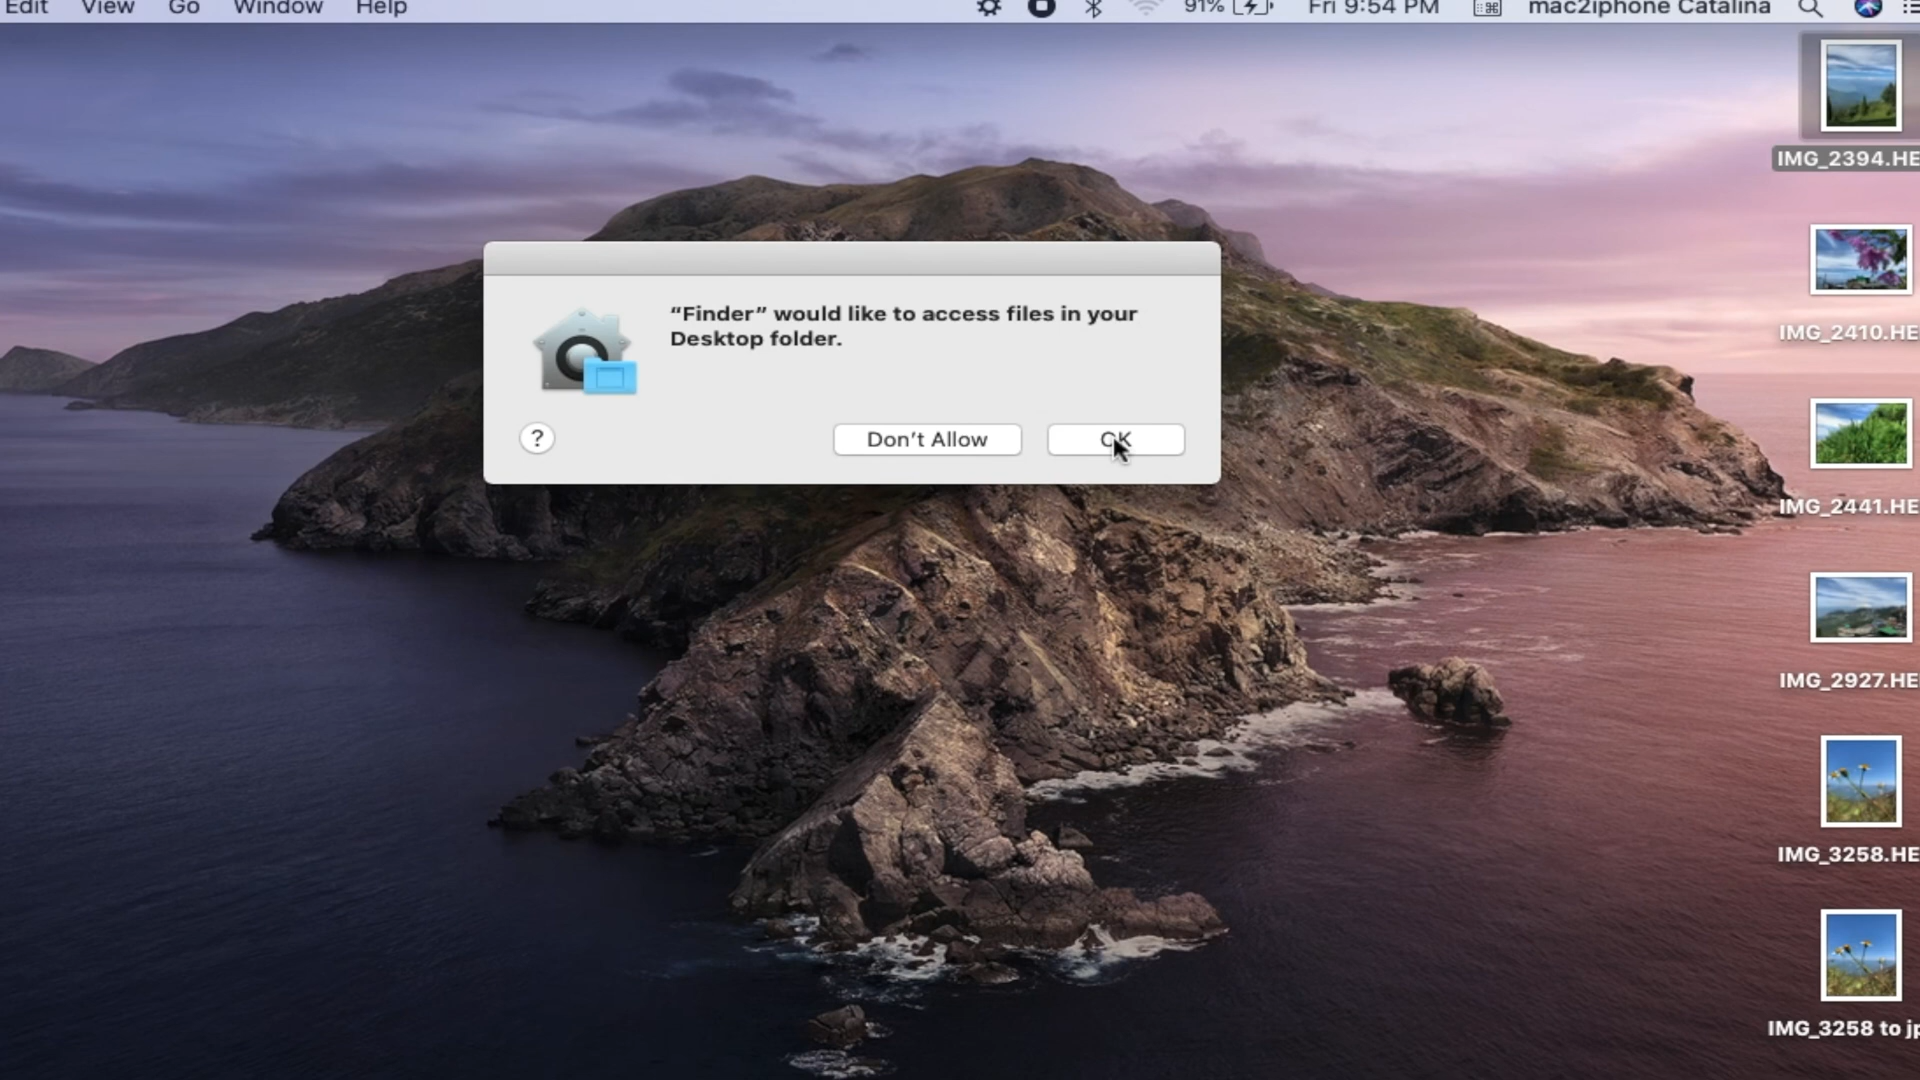 Edit View Go Window Help 91% Fri 9:54 PM mac2iphone Catalina
IMG_2394.HE
"Finder" would like to access files in your
Desktop folder.
? Don't Allow OK
IMG_2410.HE
IMG_2441.HE
IMG_2927.HE
IMG_3258.HE
IMG_3258 to jp